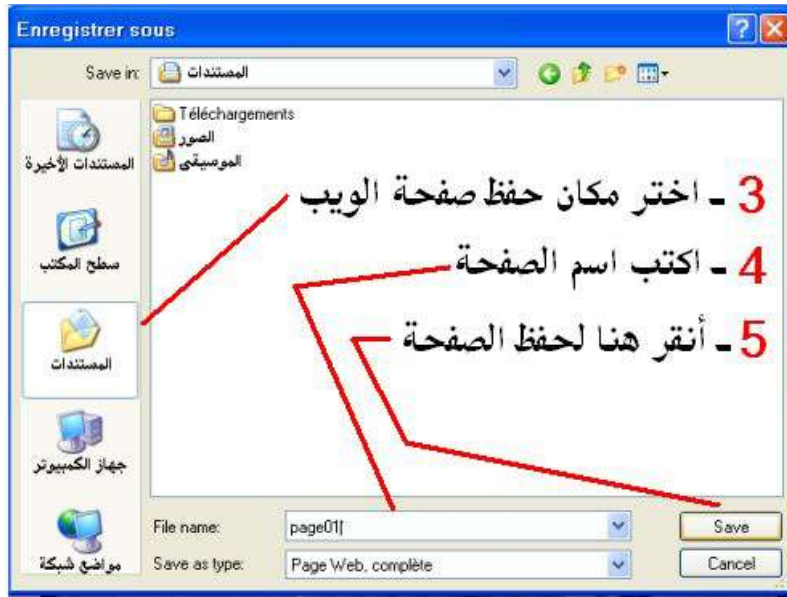 Enregistrer sous
Save in:
المستندات
Téléchargements
الصور
الموسيقى
المستندات الأخيرة
سطح المكتب
المستندات
جهاز الكمبيوتر
مواضع شبكة
3 ـ اختر مكان حفظ صفحة الويب
4 ـ اكتب اسم الصفحة
5 ـ أنقر هنا لحفظ الصفحة
File name:
page01
Save
Save as type:
Page Web, complète
Cancel